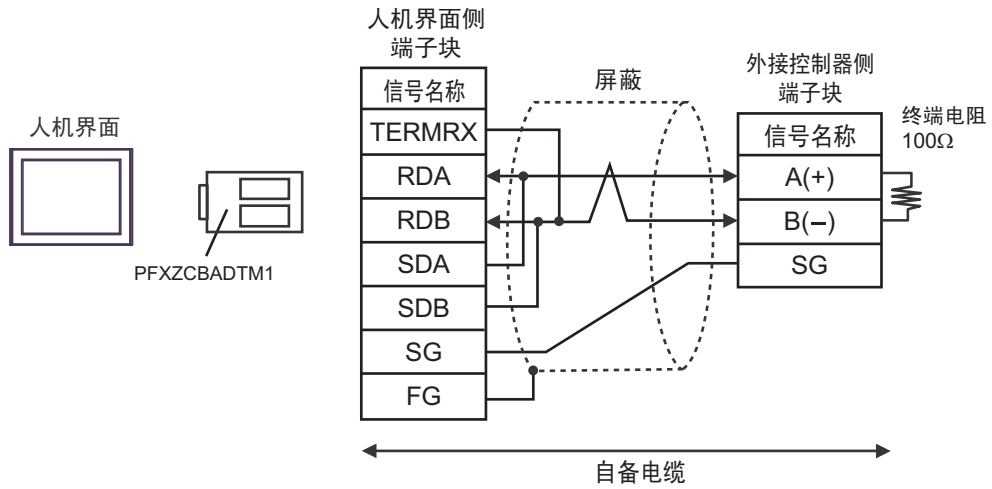 人机界面侧
端子块
信号名称
TERMRX
RDA
RDB
SDA
SDB
SG
FG
人机界面
PFXZCBADTM1
屏蔽
外接控制器侧
端子块
信号名称
A(+)
B(−)
SG
终端电阻
100Ω
自备电缆